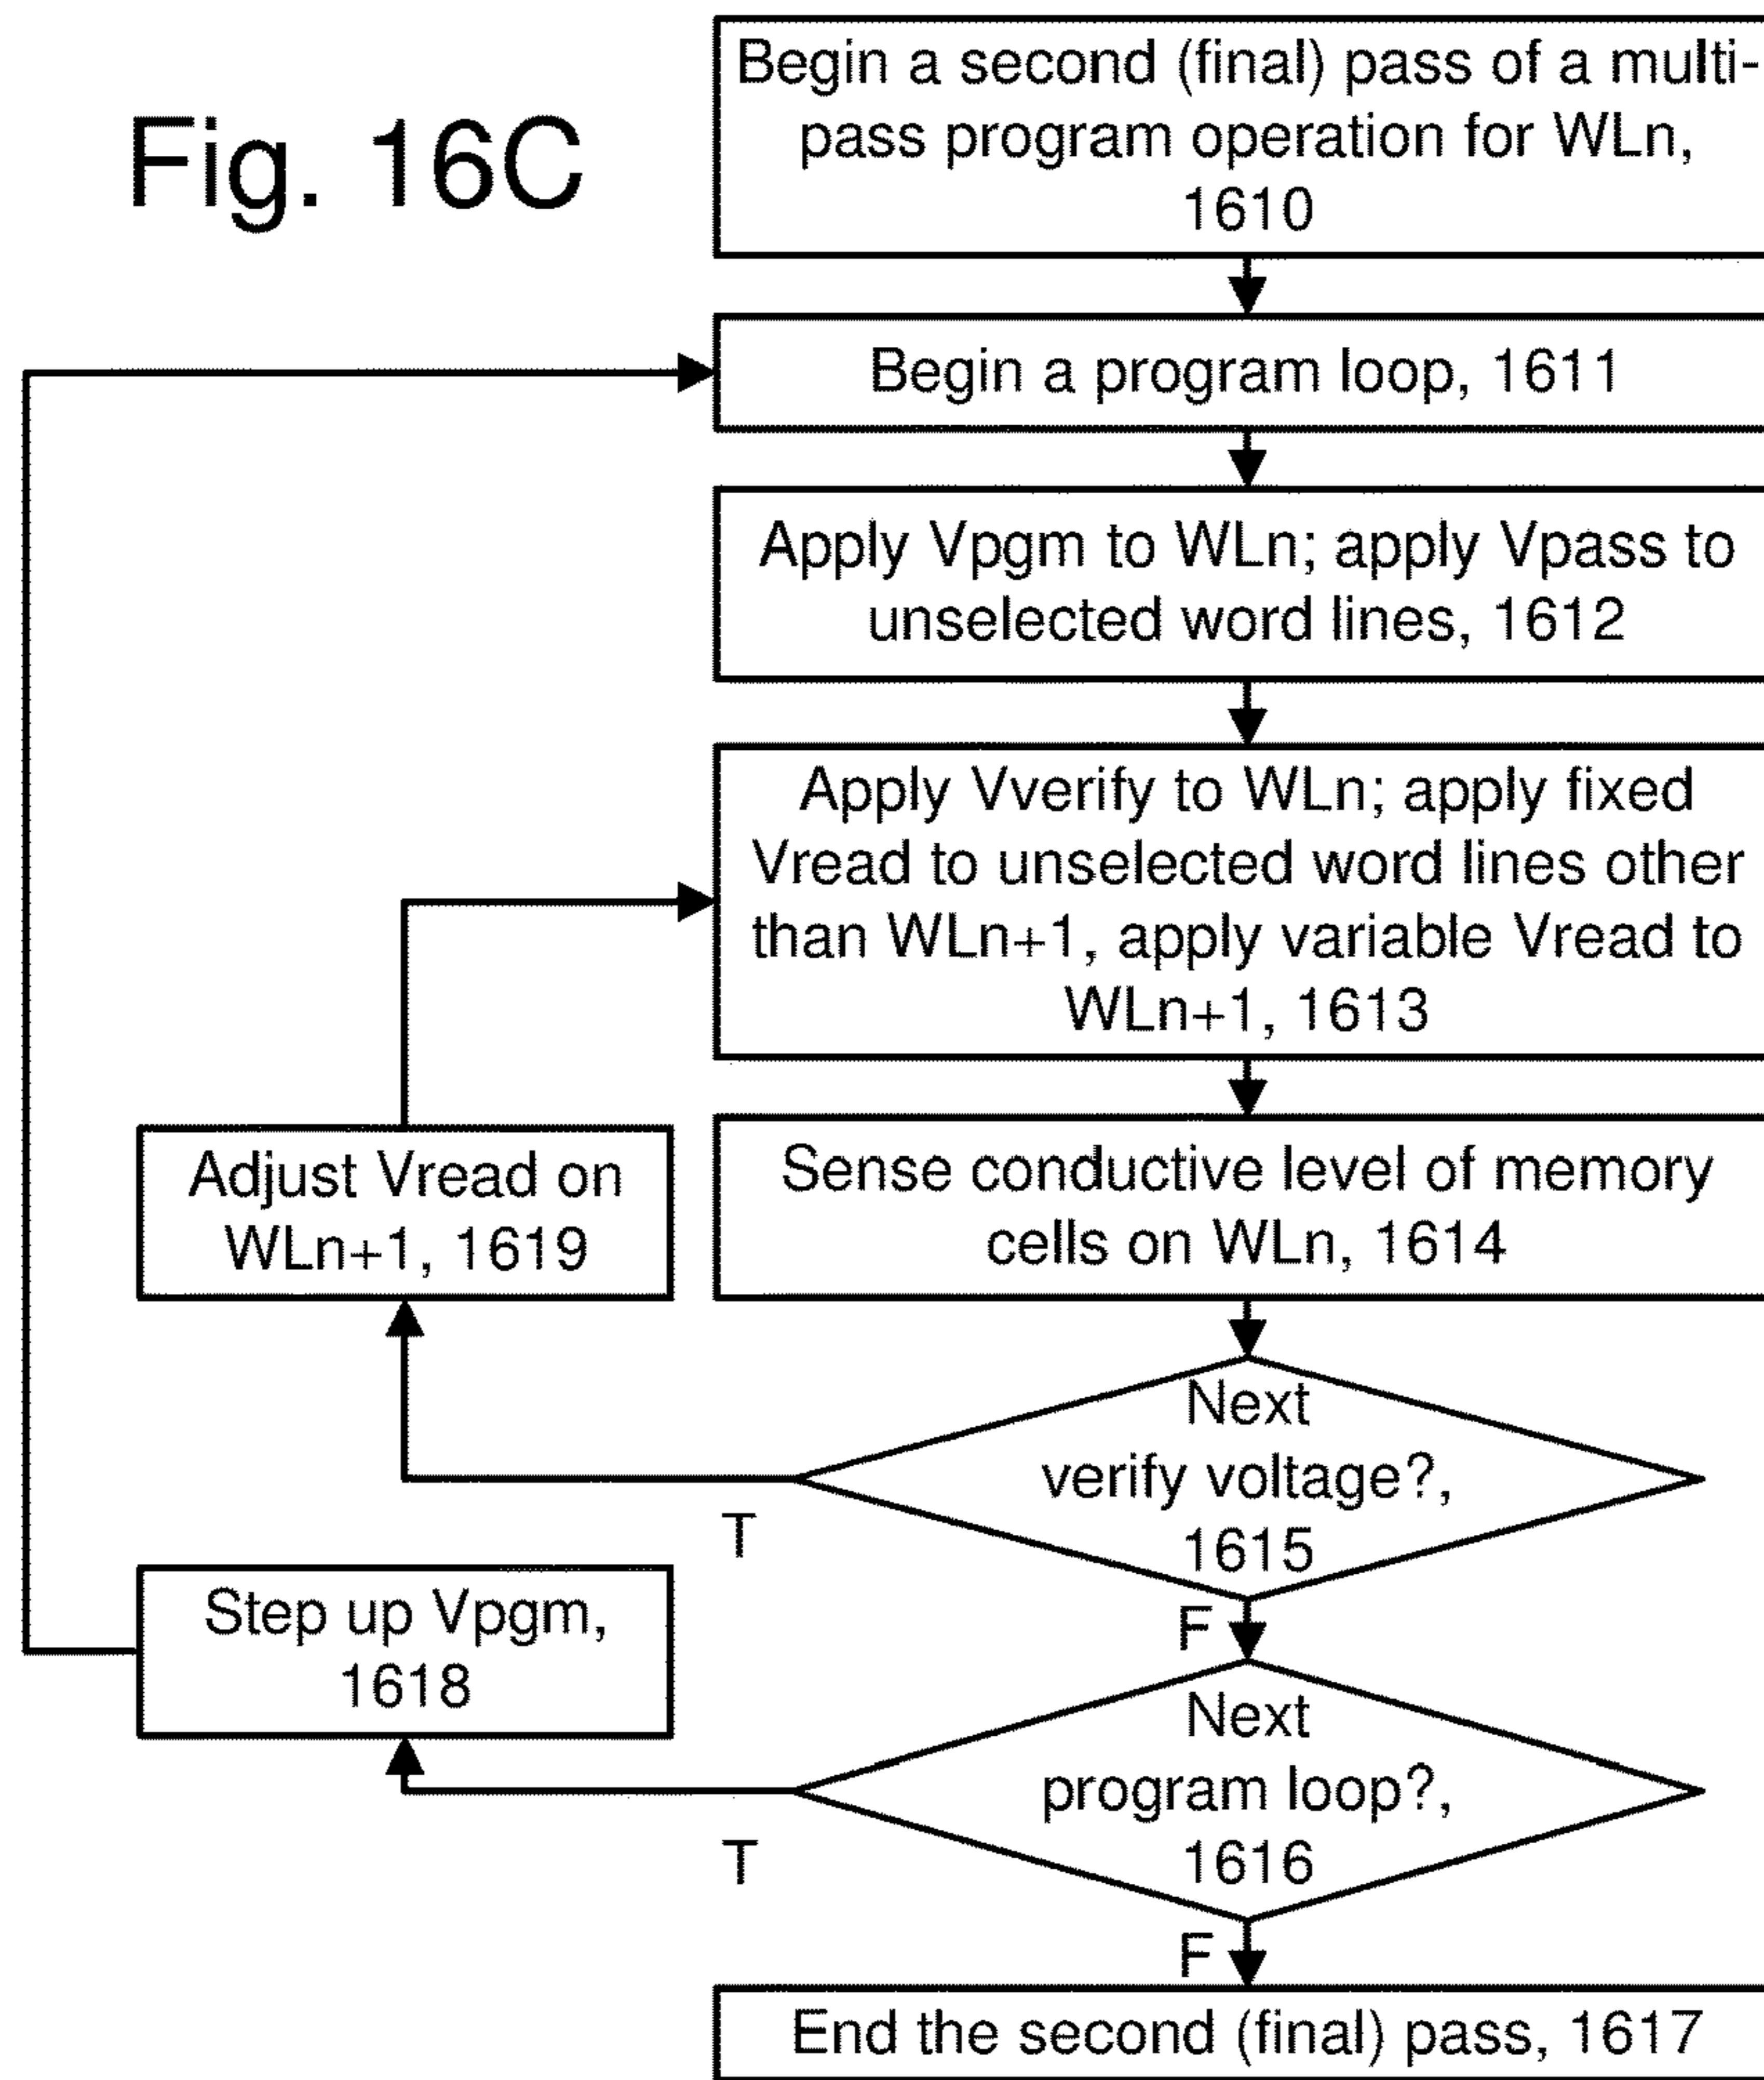 Fig. 16C
Begin a second (final) pass of a multi-
pass program operation for WLn,
1610
Begin a program loop, 1611
Apply Vpgm to WLn; apply Vpass to
unselected word lines, 1612
Apply Vverify to WLn; apply fixed
Vread to unselected word lines other
than WLn+1, apply variable Vread to
WLn+1, 1613
Adjust Vread on
WLn+1, 1619
Sense conductive level of memory
cells on WLn, 1614
Next
verify voltage?,
1615
T
F
Step up Vpgm,
1618
Next
program loop?,
1616
T
F
End the second (final) pass, 1617